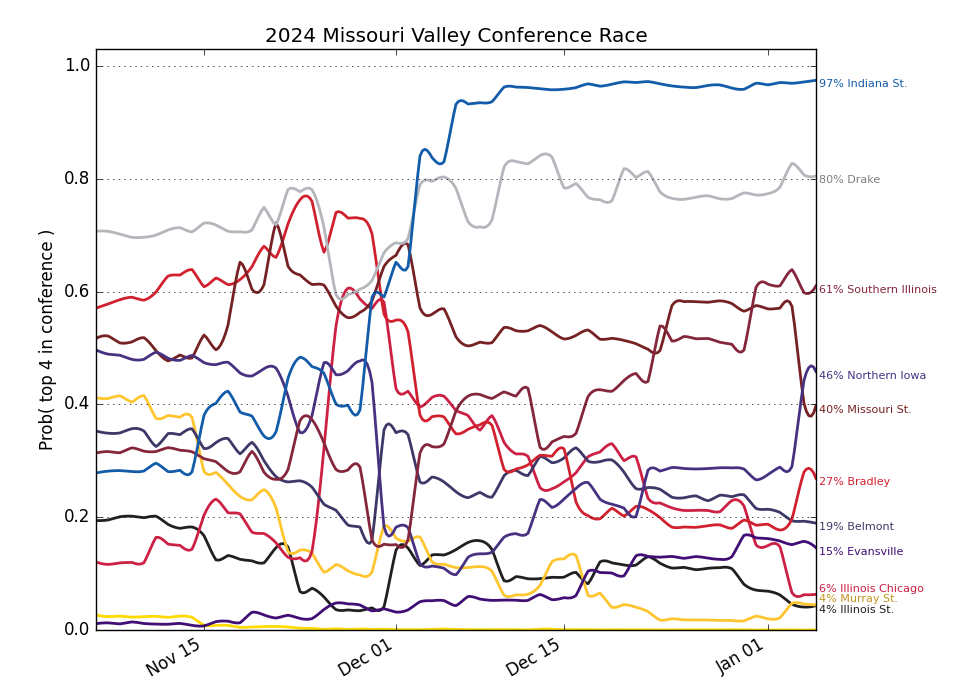 2024 Missouri Valley Conference Race
Prob( top 4 in conference )
1.0
0.8
0.6
0.4
0.2
0.0
Nov 15
Dec 01
Dec 15
Jan 01
97% Indiana St.
80% Drake
61% Southern Illinois
46% Northern Iowa
40% Missouri St.
27% Bradley
19% Belmont
15% Evansville
6% Illinois Chicago
4% Murray St.
4% Illinois St.